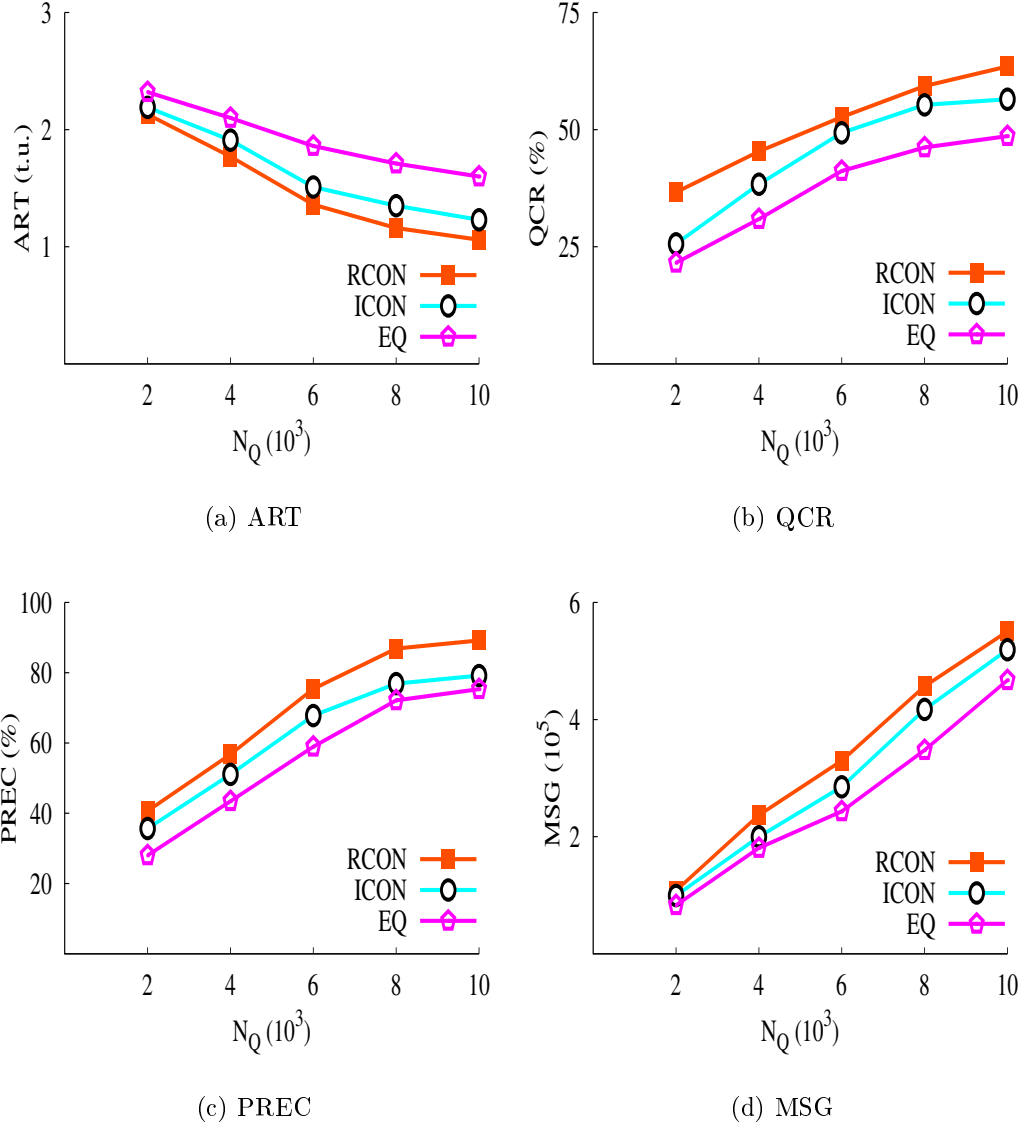 3
2
1
ART (t.u.)
RCON
ICON
EQ
2 4 6 8 10
N_Q (10^3)
(a) ART
75
50
25
QCR (%)
RCON
ICON
EQ
2 4 6 8 10
N_Q (10^3)
(b) QCR
100
80
60
40
20
PREC (%)
RCON
ICON
EQ
2 4 6 8 10
N_Q (10^3)
(c) PREC
6
4
2
MSG (10^5)
RCON
ICON
EQ
2 4 6 8 10
N_Q (10^3)
(d) MSG